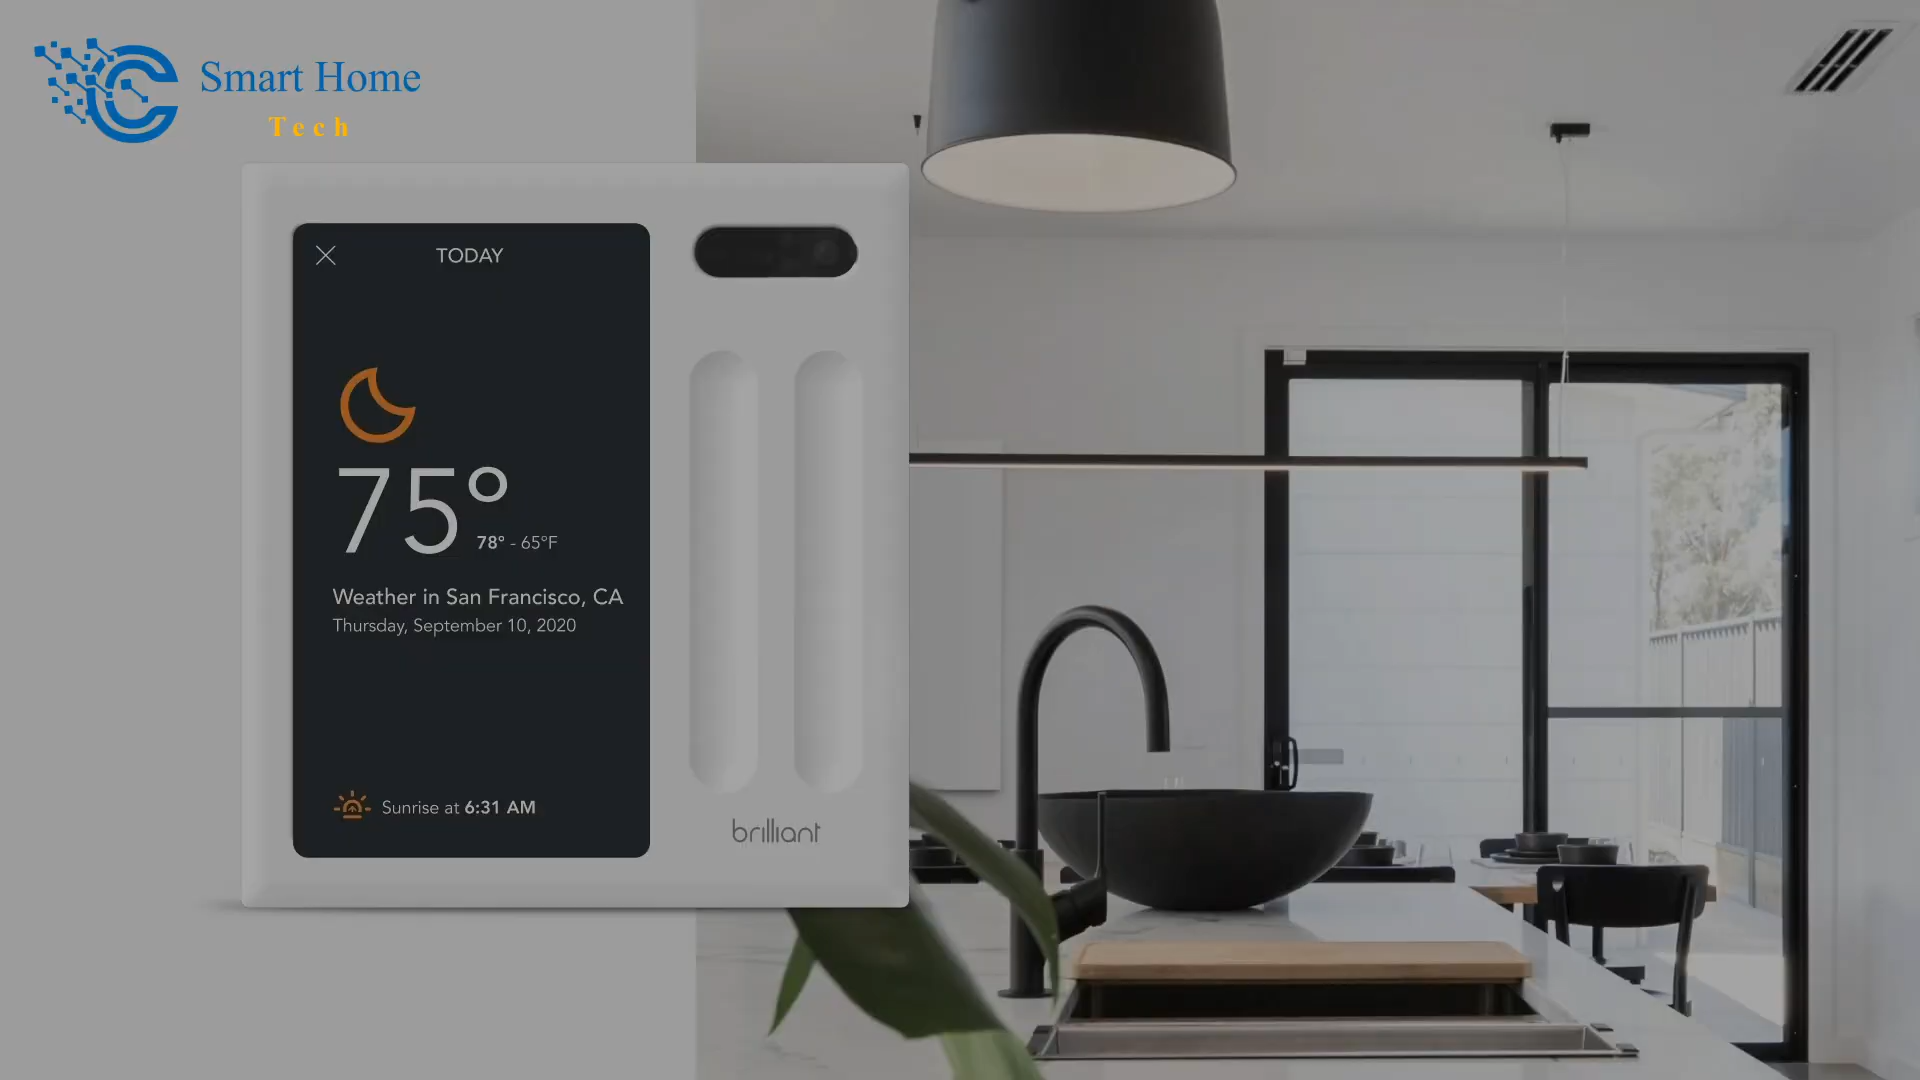 Smart Home
Tech
TODAY
75°
78° - 65°F
Weather in San Francisco, CA
Thursday, September 10, 2020
Sunrise at 6:31 AM
brilliant